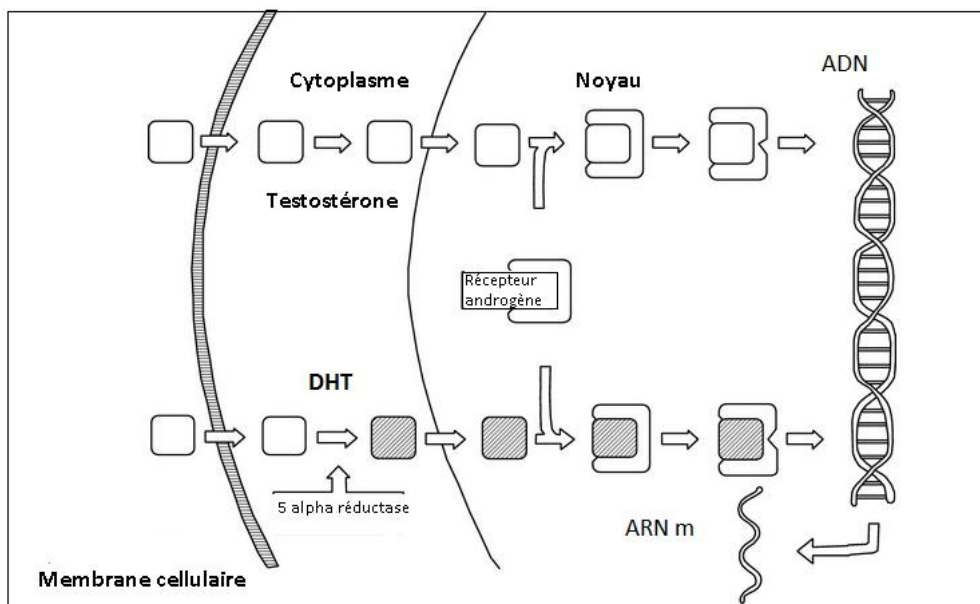 ADN
Cytoplasme
Noyau
Testostérone
Récepteur
androgène
DHT
5 alpha réductase
ARN m
Membrane cellulaire